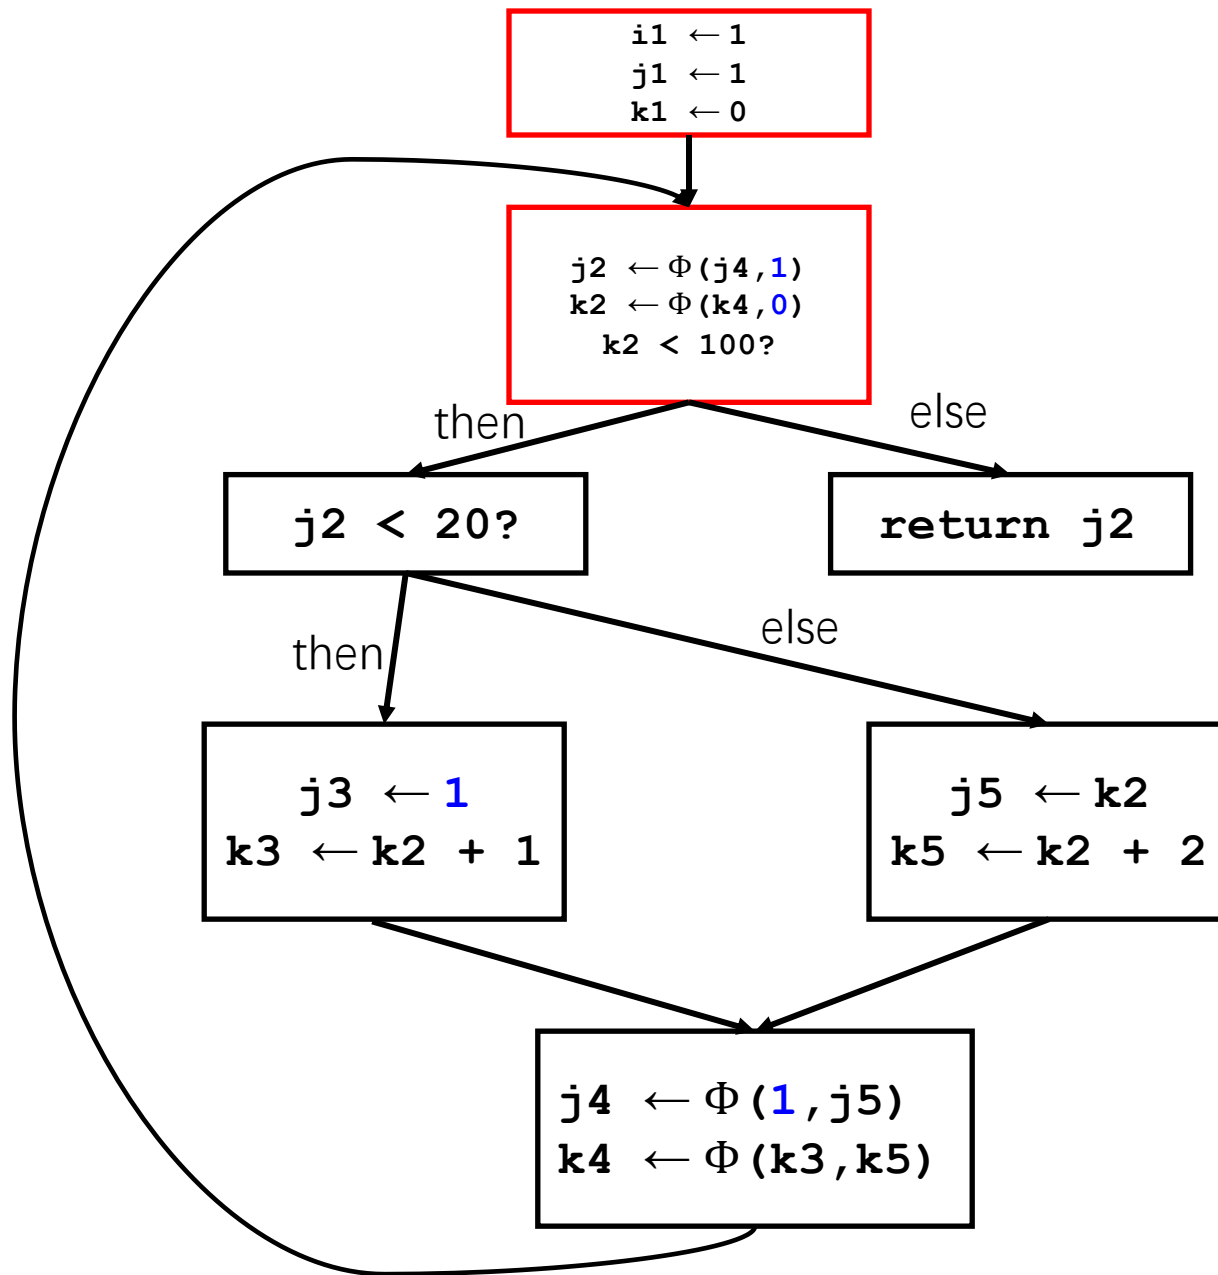 i1 ← 1
j1 ← 1
k1 ← 0
j2 ← Φ(j4,1)
k2 ← Φ(k4,0)
k2 < 100?
then
else
j2 < 20?
return j2
then
else
j3 ← 1
k3 ← k2 + 1
j5 ← k2
k5 ← k2 + 2
j4 ← Φ(1,j5)
k4 ← Φ(k3,k5)